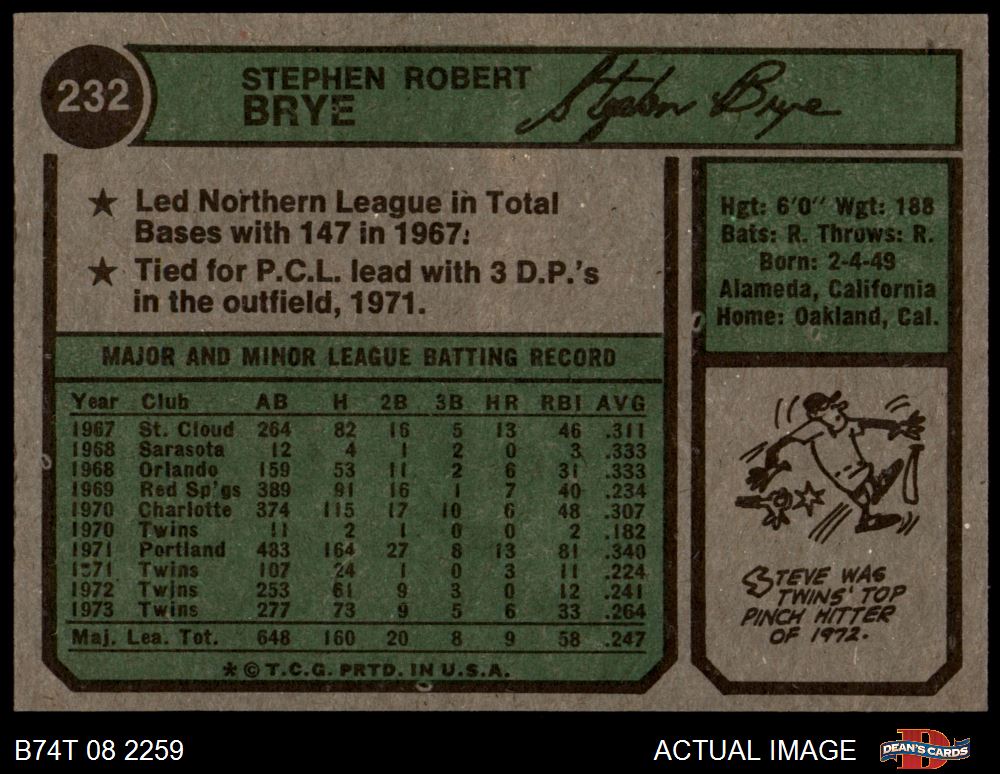 232
STEPHEN ROBERT
BRYE
Stephen Brye
★ Led Northern League in Total
Bases with 147 in 1967.
★ Tied for P.C.L. lead with 3 D.P.'s
in the outfield, 1971.
MAJOR AND MINOR LEAGUE BATTING RECORD
Year Club AB H 2B 3B HR RBI AVG
1967 St. Cloud 264 82 16 5 13 46 .311
1968 Sarasota 12 4 1 2 0 3 .333
1968 Orlando 159 53 11 2 6 31 .333
1969 Red Sp'gs 389 91 16 1 7 40 .234
1970 Charlotte 374 115 17 10 6 48 .307
1970 Twins 11 2 1 0 0 2 .182
1971 Portland 483 164 27 8 13 81 .340
1971 Twins 107 24 1 0 3 11 .224
1972 Twins 253 61 9 3 0 12 .241
1973 Twins 277 73 9 5 6 33 .264
Maj. Lea. Tot. 648 160 20 8 9 58 .247
* © T.C.G. PRTD. IN U.S.A.
Hgt: 6'0" Wgt: 188
Bats: R. Throws: R.
Born: 2-4-49
Alameda, California
Home: Oakland, Cal.
STEVE WAS
TWINS' TOP
PINCH HITTER
OF 1972.
B74T 08 2259
ACTUAL IMAGE
DEAN'S CARDS